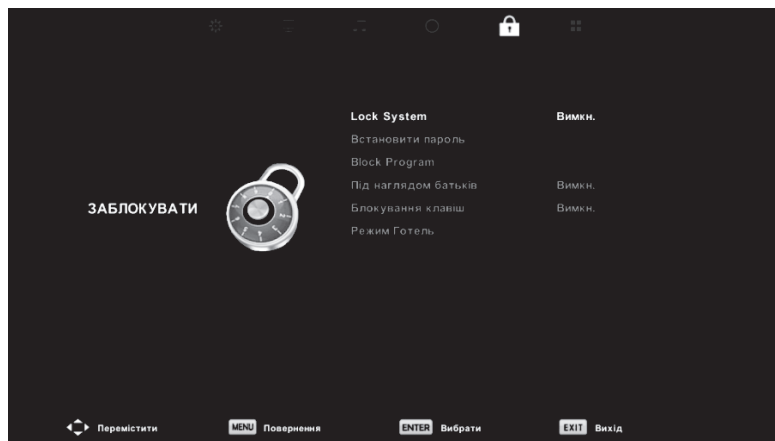 Lock System Вимкн.
Встановити пароль
Block Program
Під наглядом батьків Вимкн.
ЗАБЛОКУВАТИ
Блокування клавіш Вимкн.
Режим Готель
Перемістити MENU Повернення ENTER Вибрати EXIT Вихід